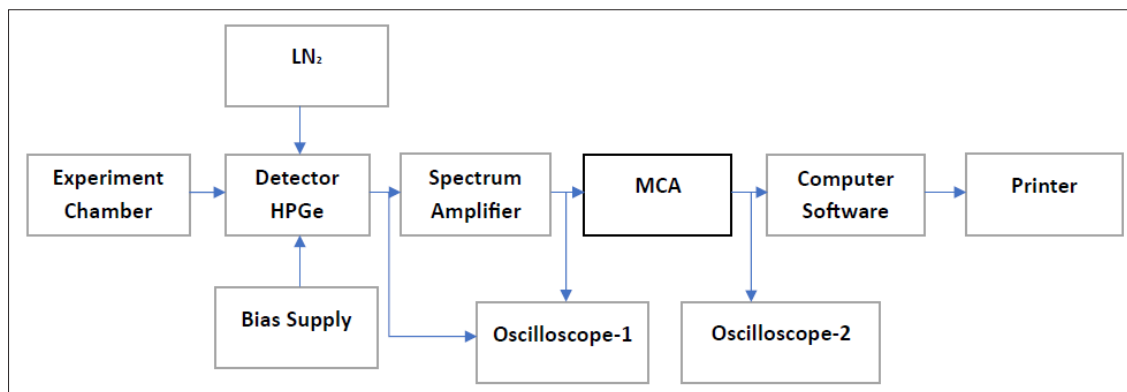 LN₂
Experiment
Chamber
Detector
HPGe
Spectrum
Amplifier
MCA
Computer
Software
Printer
Bias Supply
Oscilloscope-1
Oscilloscope-2